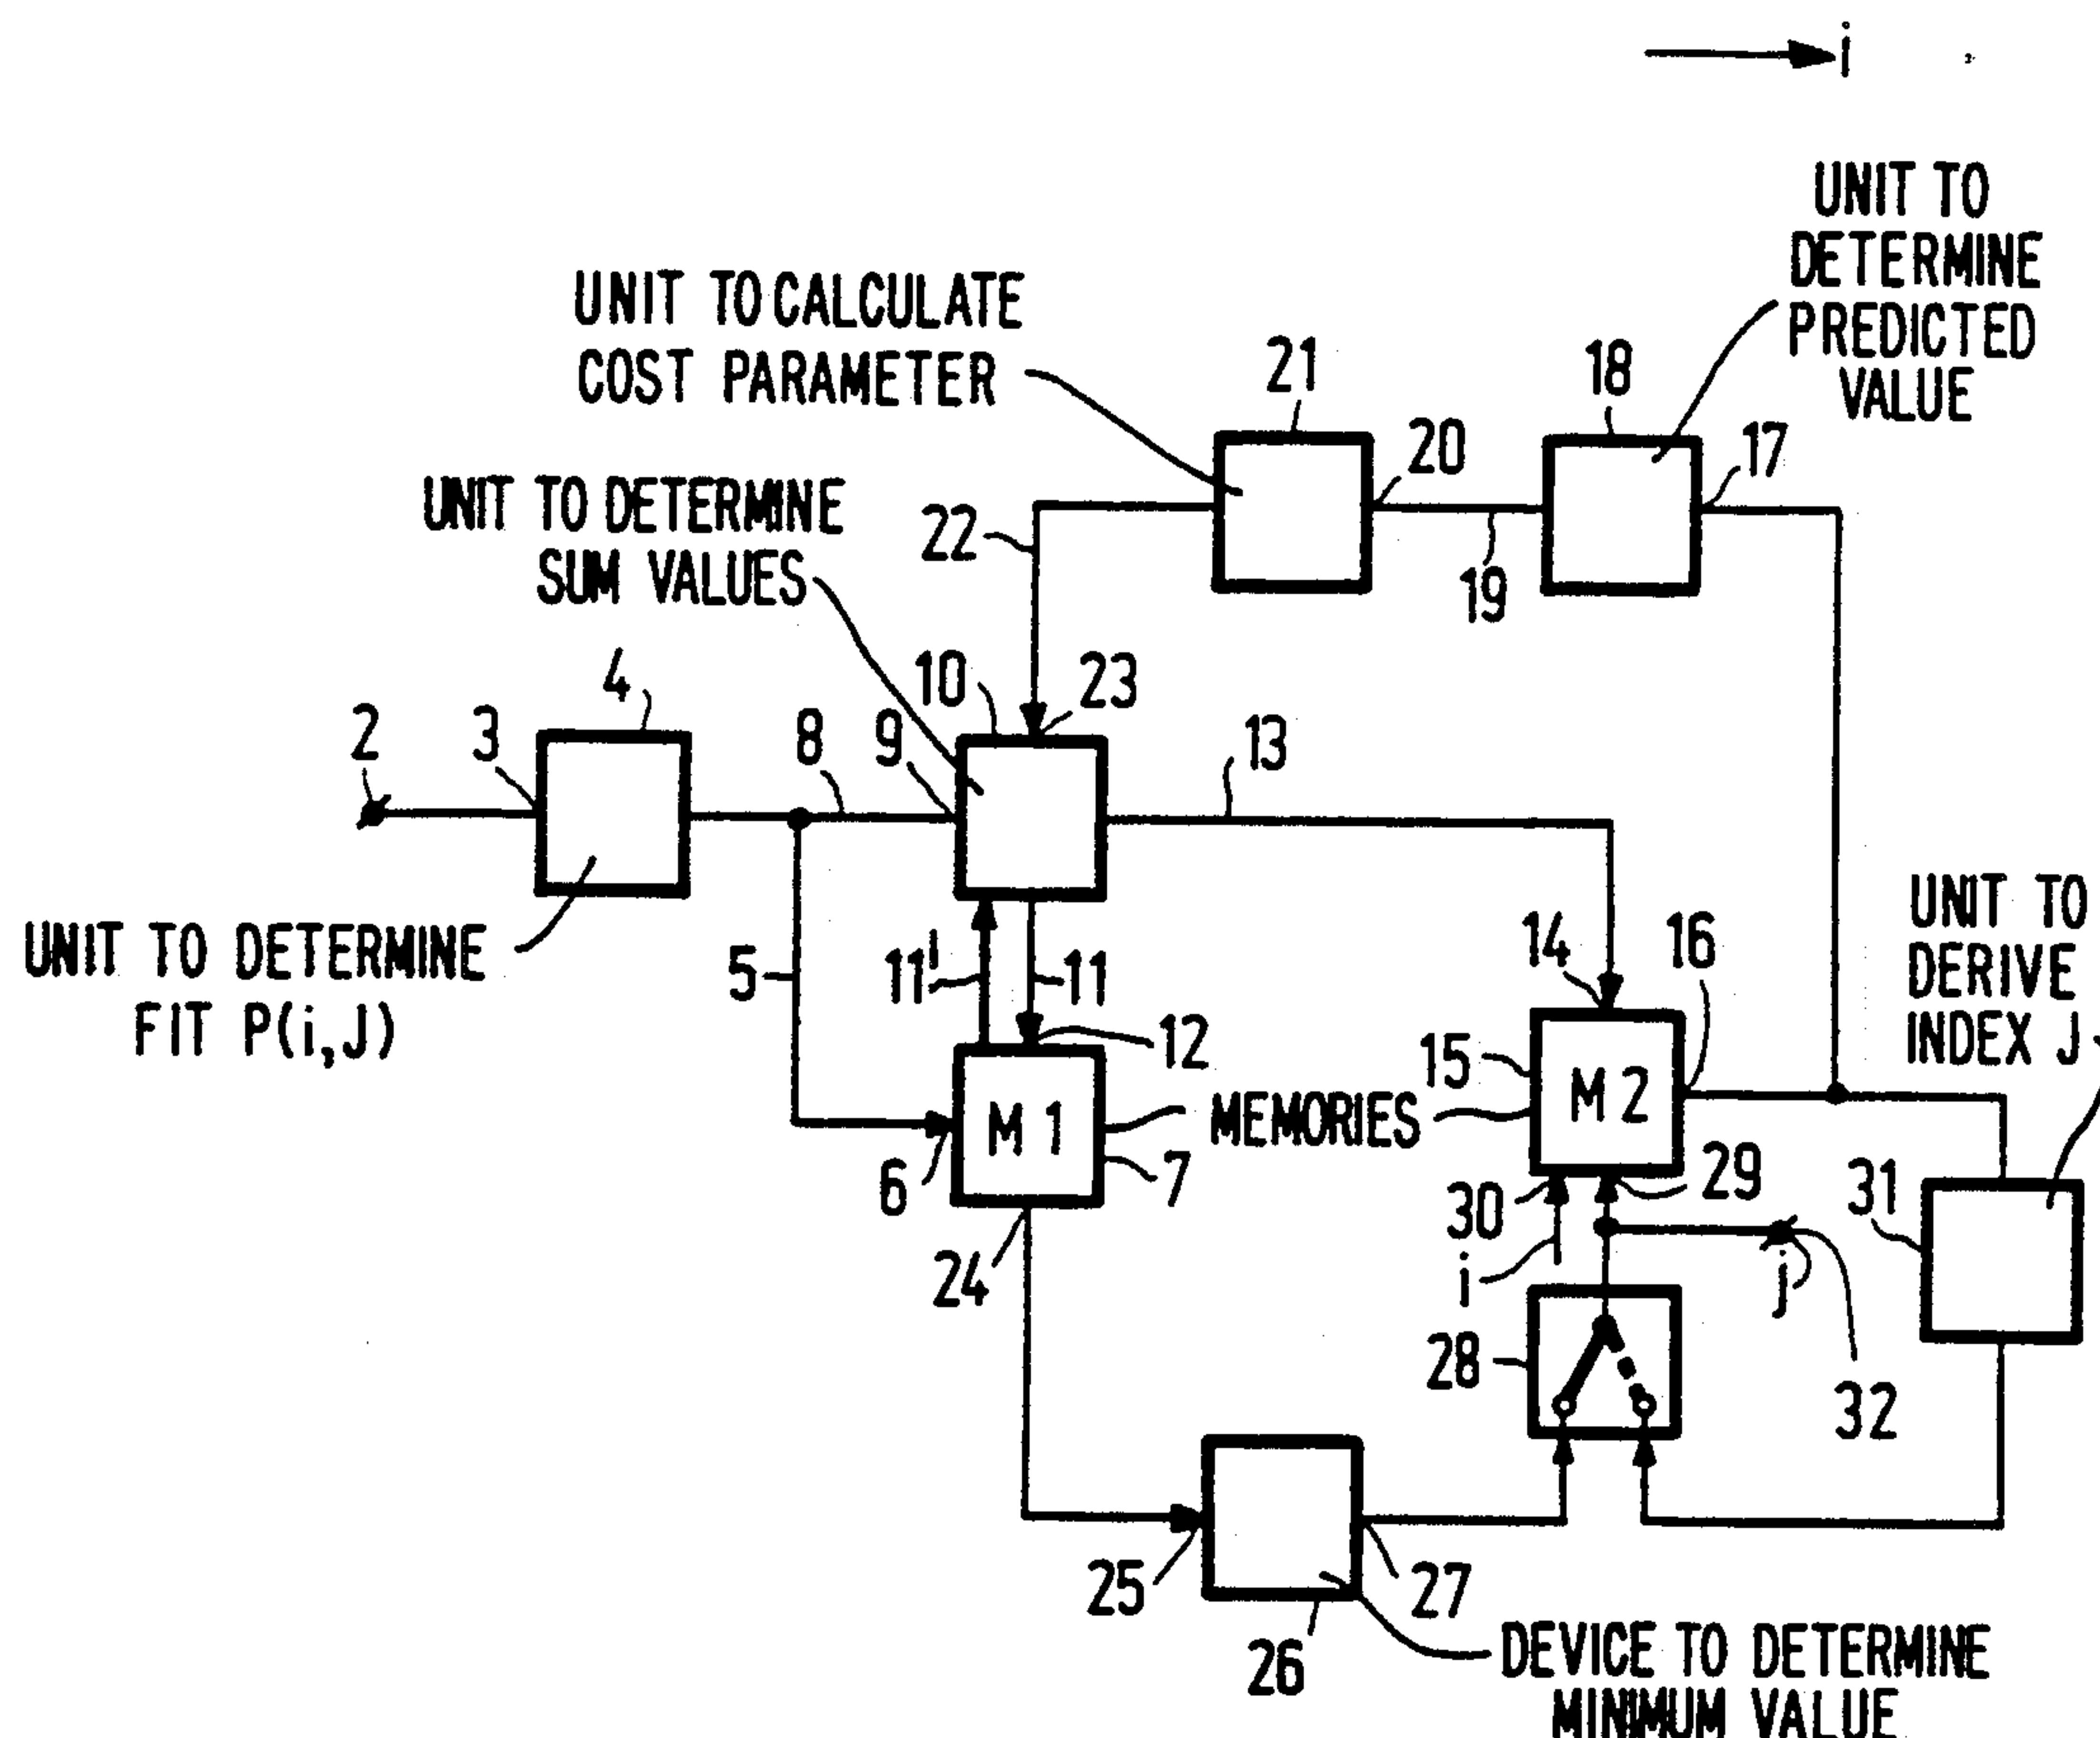 i
UNIT TO
DETERMINE
PREDICTED
VALUE
UNIT TO CALCULATE
COST PARAMETER
21
18
20
17
UNIT TO DETERMINE
SUM VALUES
22
19
10
23
4
2
3
8
9
13
UNIT TO DETERMINE
FIT P(i,J)
5
11'
11
12
14
16
UNIT TO
DERIVE
INDEX J
15
M 1
MEMORIES
M 2
6
7
30
29
31
24
i
j
28
32
25
27
26
DEVICE TO DETERMINE
MINIMUM VALUE